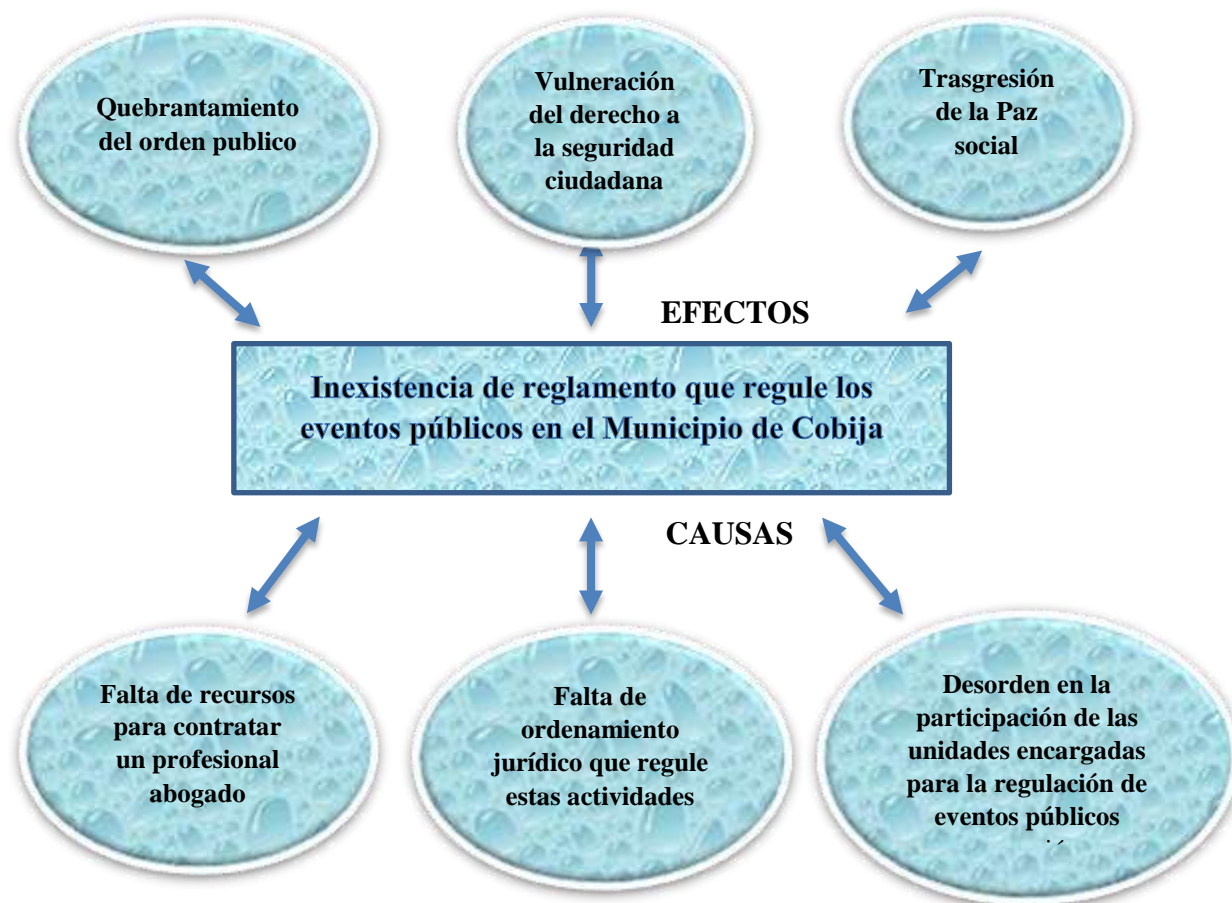 Quebrantamiento
del orden publico
Vulneración
del derecho a
la seguridad
ciudadana
Trasgresión
de la Paz
social
EFECTOS
Inexistencia de reglamento que regule los
eventos públicos en el Municipio de Cobija
CAUSAS
Falta de recursos
para contratar
un profesional
abogado
Falta de
ordenamiento
jurídico que regule
estas actividades
Desorden en la
participación de las
unidades encargadas
para la regulación de
eventos públicos